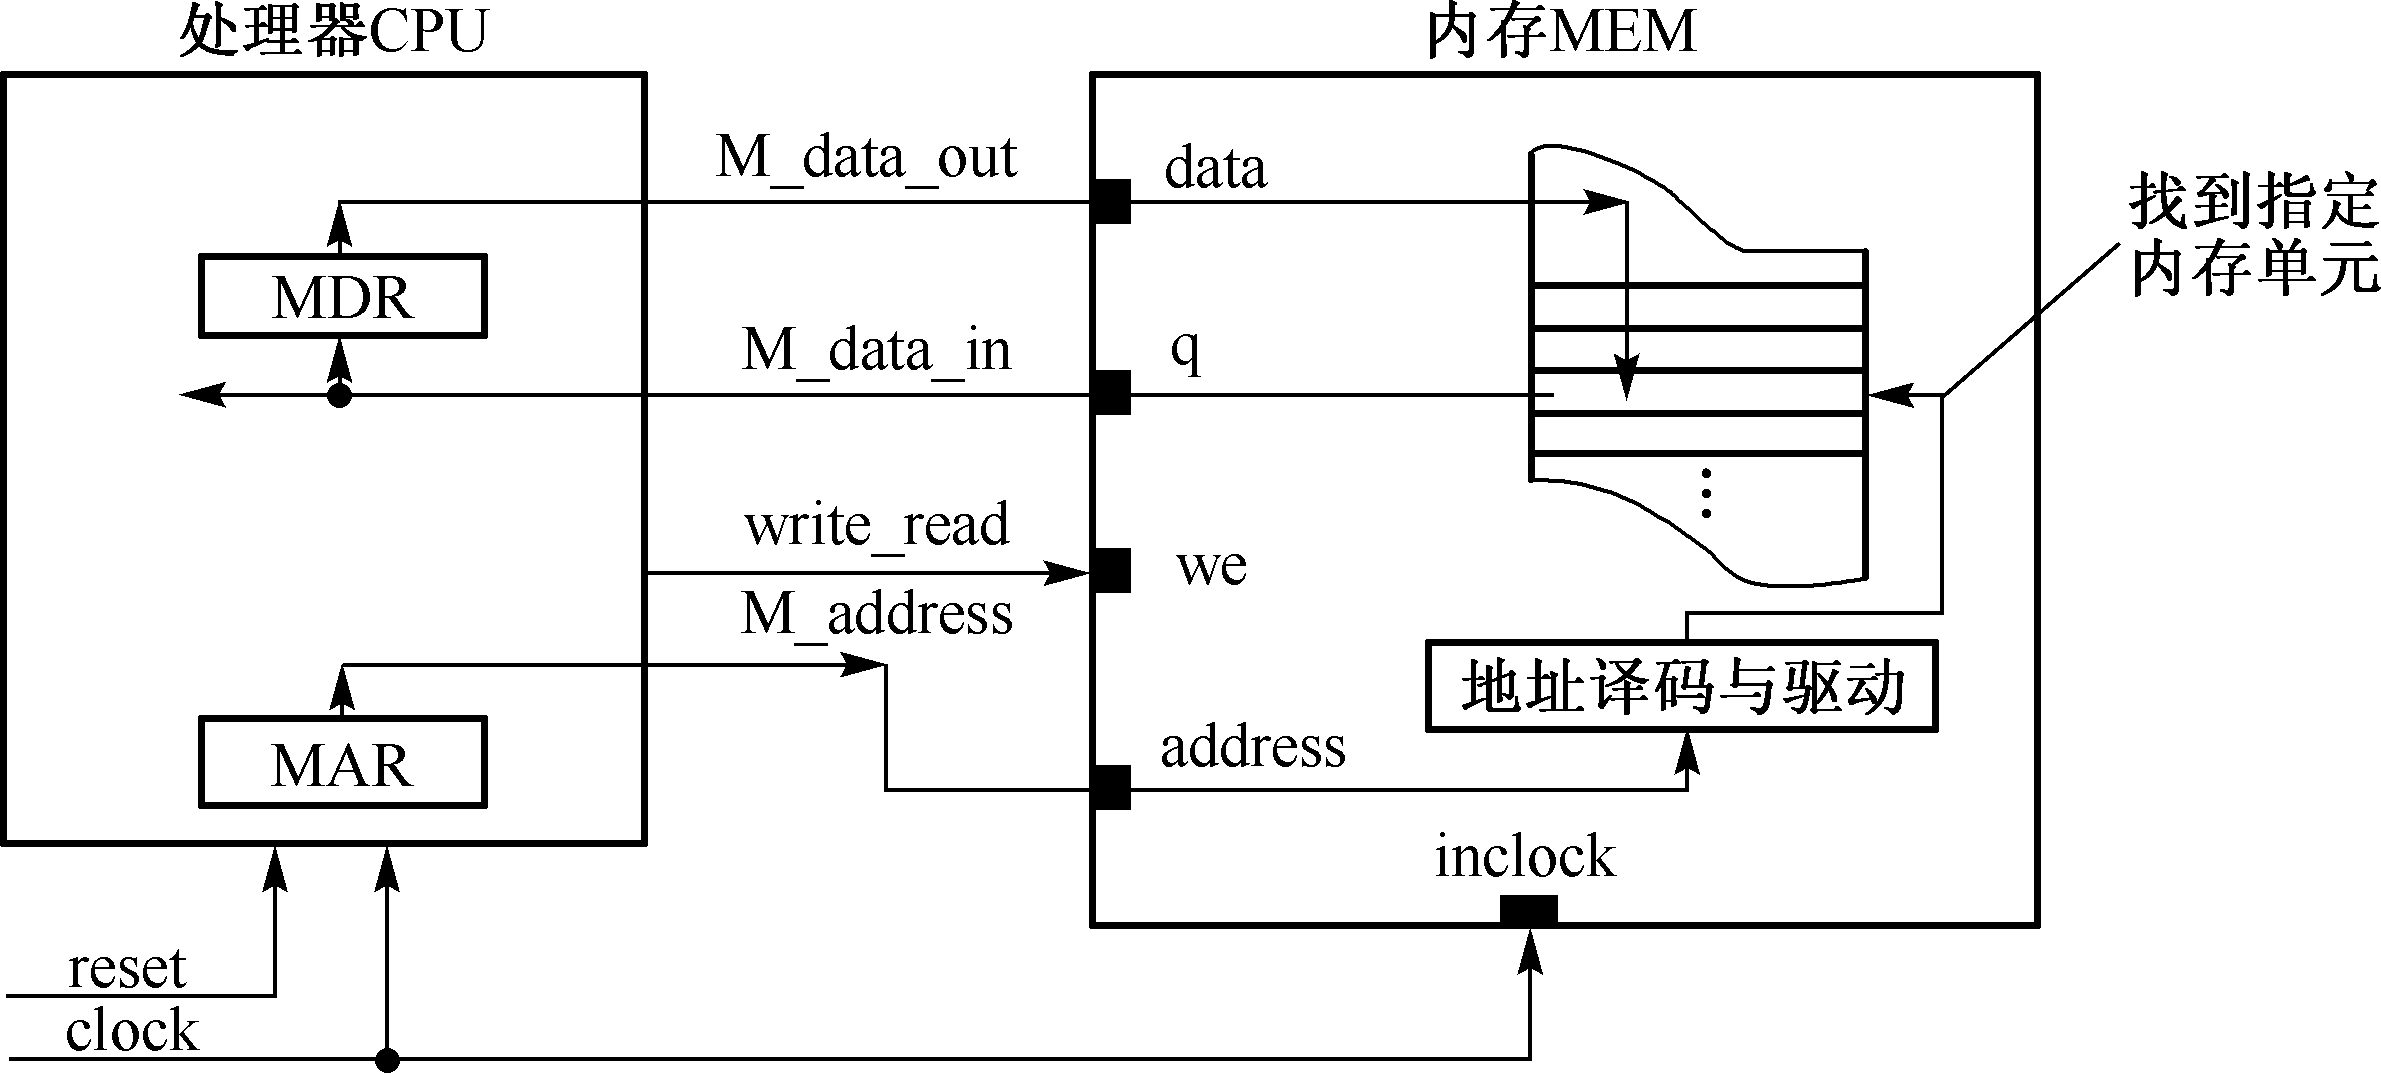 处理器CPU
内存MEM
M_data_out
data
MDR
M_data_in
q
找到指定
内存单元
write_read
we
M_address
地址译码与驱动
MAR
address
inclock
reset
clock